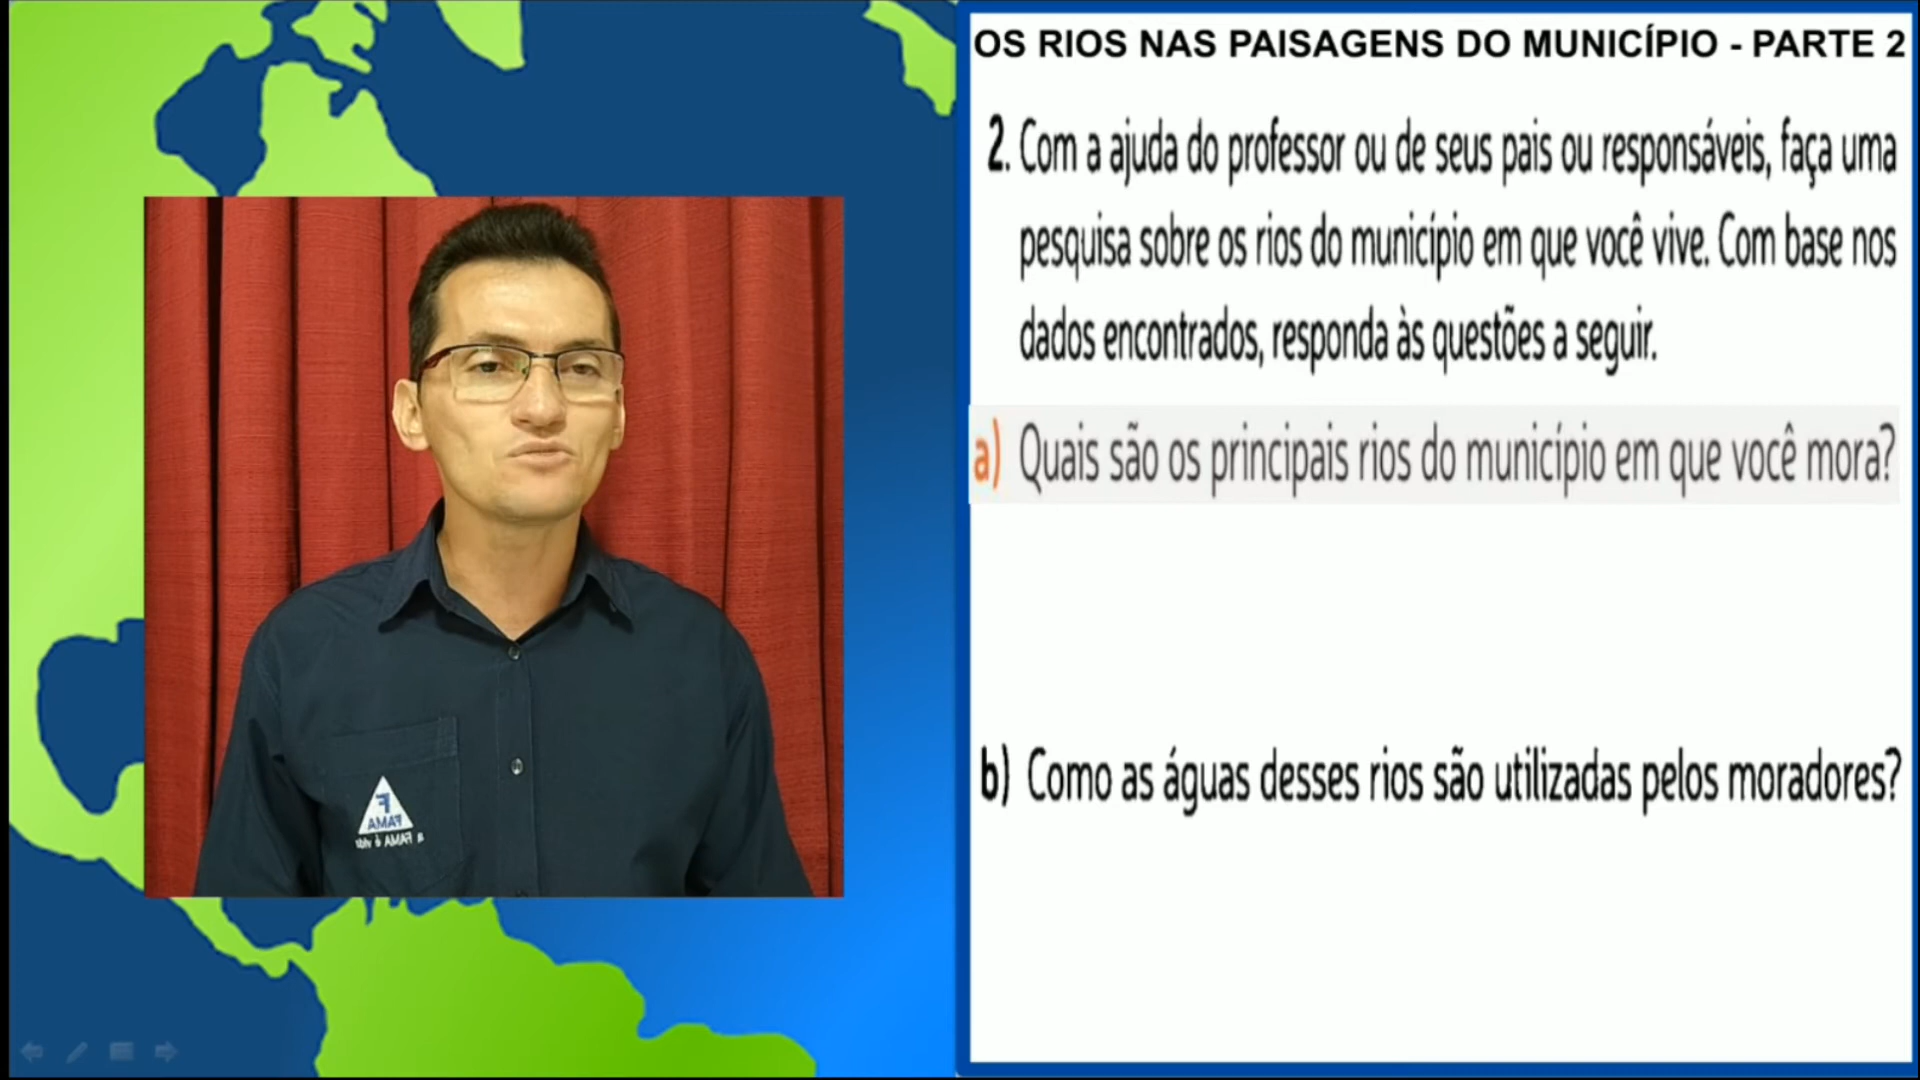 OS RIOS NAS PAISAGENS DO MUNICÍPIO - PARTE 2
2. Com a ajuda do professor ou de seus pais ou responsáveis, faça uma
pesquisa sobre os rios do município em que você vive. Com base nos
dados encontrados, responda às questões a seguir.
a) Quais são os principais rios do município em que você mora?
b) Como as águas desses rios são utilizadas pelos moradores?
F
FAMA
a FAMA é